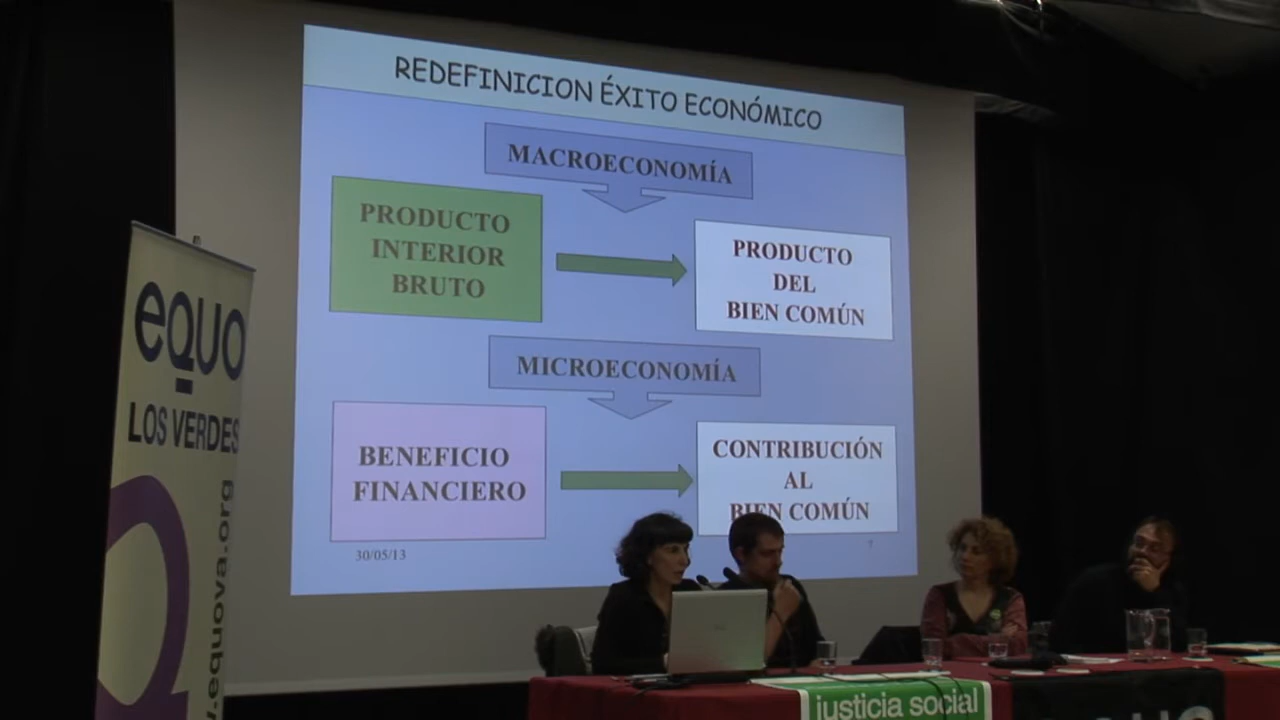 REDEFINICION ÉXITO ECONÓMICO
MACROECONOMÍA
PRODUCTO
INTERIOR
BRUTO
PRODUCTO
DEL
BIEN COMÚN
MICROECONOMÍA
BENEFICIO
FINANCIERO
CONTRIBUCIÓN
AL
BIEN COMÚN
30/05/13
7
eQUO
LOS VERDES
w.equova.org
justicia social